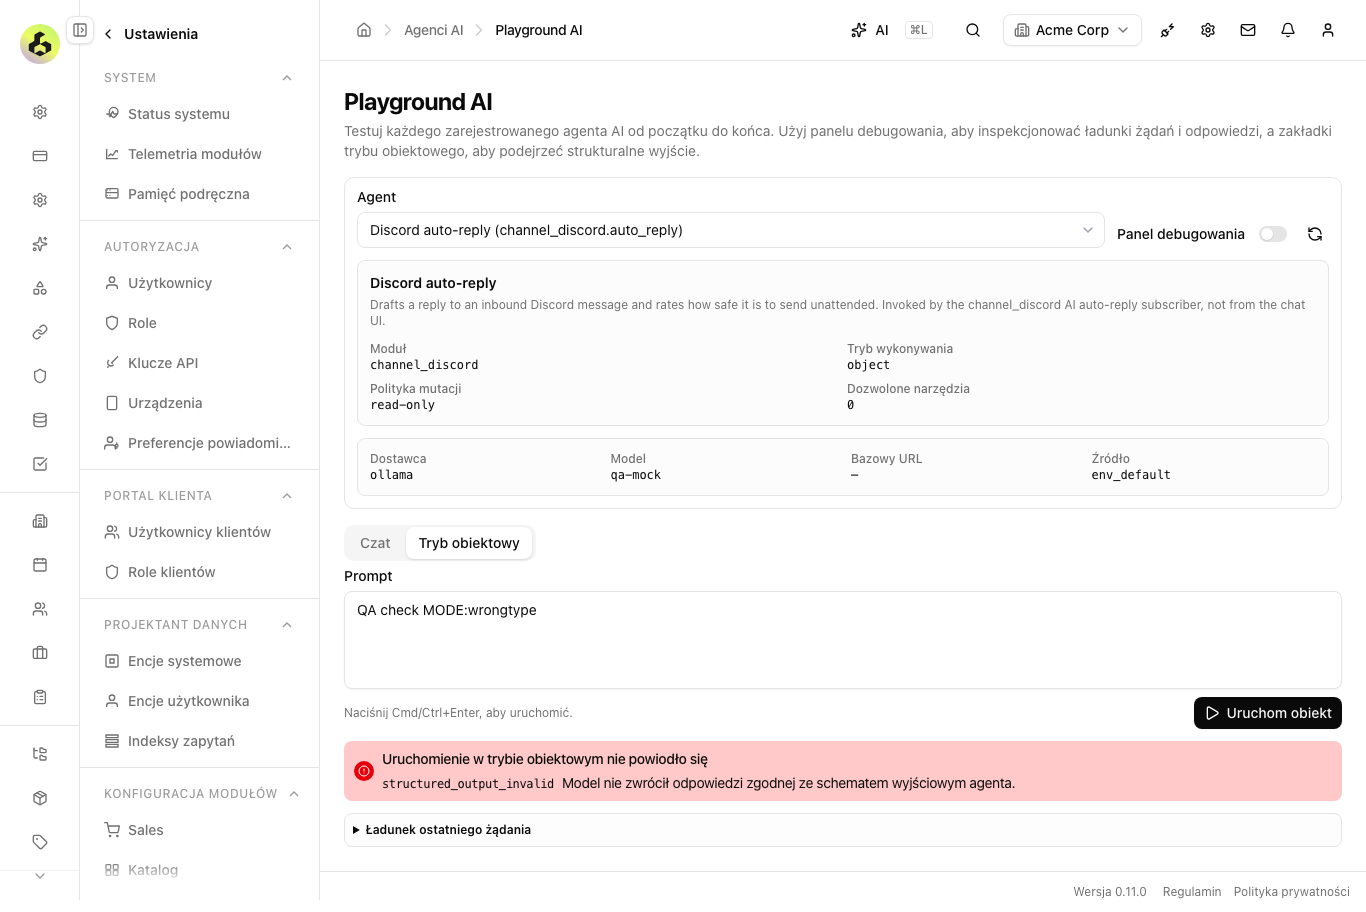 Ustawienia
Agenci AI
Playground AI
AI
⌘L
Acme Corp
SYSTEM
Status systemu
Telemetria modułów
Pamięć podręczna
AUTORYZACJA
Użytkownicy
Role
Klucze API
Urządzenia
Preferencje powiadomi...
PORTAL KLIENTA
Użytkownicy klientów
Role klientów
PROJEKTANT DANYCH
Encje systemowe
Encje użytkownika
Indeksy zapytań
KONFIGURACJA MODUŁÓW
Sales
Katalog
Playground AI
Testuj każdego zarejestrowanego agenta AI od początku do końca. Użyj panelu debugowania, aby inspekcjonować ładunki żądań i odpowiedzi, a zakładki
trybu obiektowego, aby podejrzeć strukturalne wyjście.
Agent
Discord auto-reply (channel_discord.auto_reply)
Panel debugowania
Discord auto-reply
Drafts a reply to an inbound Discord message and rates how safe it is to send unattended. Invoked by the channel_discord AI auto-reply subscriber, not from the chat
UI.
Moduł
channel_discord
Tryb wykonywania
object
Polityka mutacji
read-only
Dozwolone narzędzia
0
Dostawca
ollama
Model
qa-mock
Bazowy URL
—
Źródło
env_default
Czat
Tryb obiektowy
Prompt
QA check MODE:wrongtype
Naciśnij Cmd/Ctrl+Enter, aby uruchomić.
Uruchom obiekt
Uruchomienie w trybie obiektowym nie powiodło się
structured_output_invalid Model nie zwrócił odpowiedzi zgodnej ze schematem wyjściowym agenta.
Ładunek ostatniego żądania
Wersja 0.11.0
Regulamin
Polityka prywatności